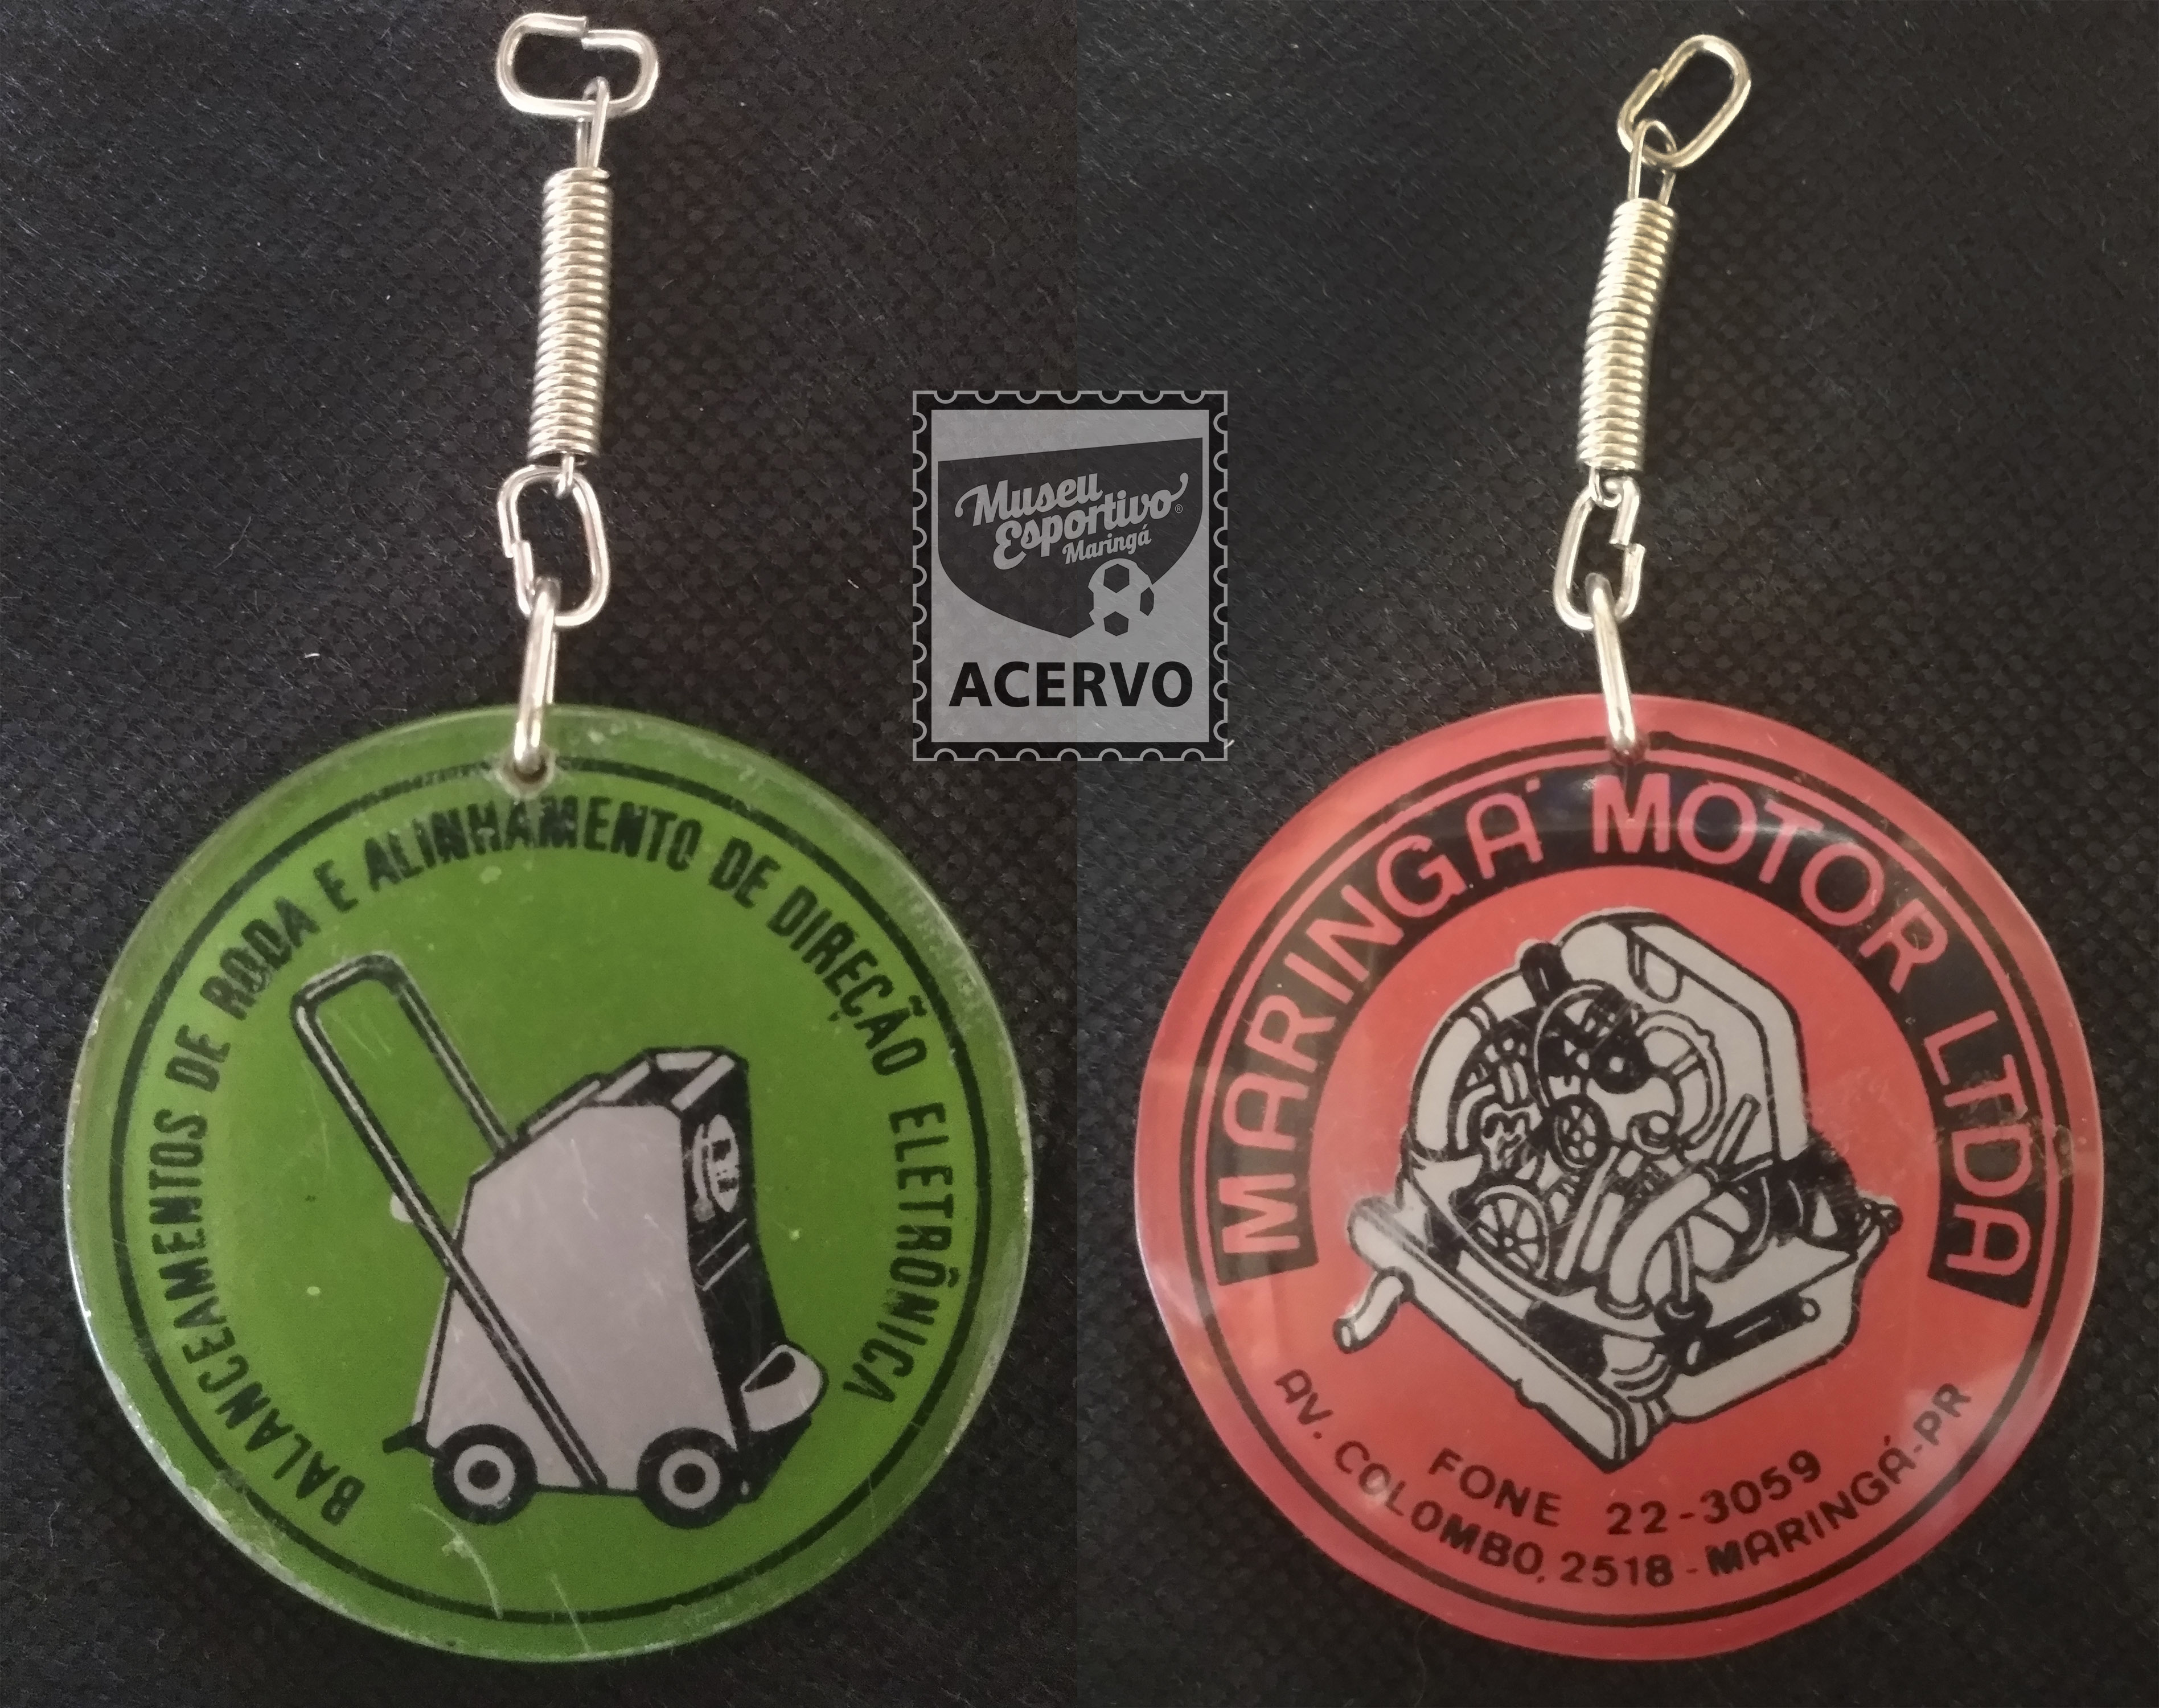 BALANCEAMENTOS DE RODA E ALINHAMENTO DE DIREÇÃO ELETRÔNICA
Museu
Esportivo®
Maringá
ACERVO
MARINGÁ MOTOR LTDA
FONE 22-3059
AV. COLOMBO, 2518 - MARINGÁ-PR